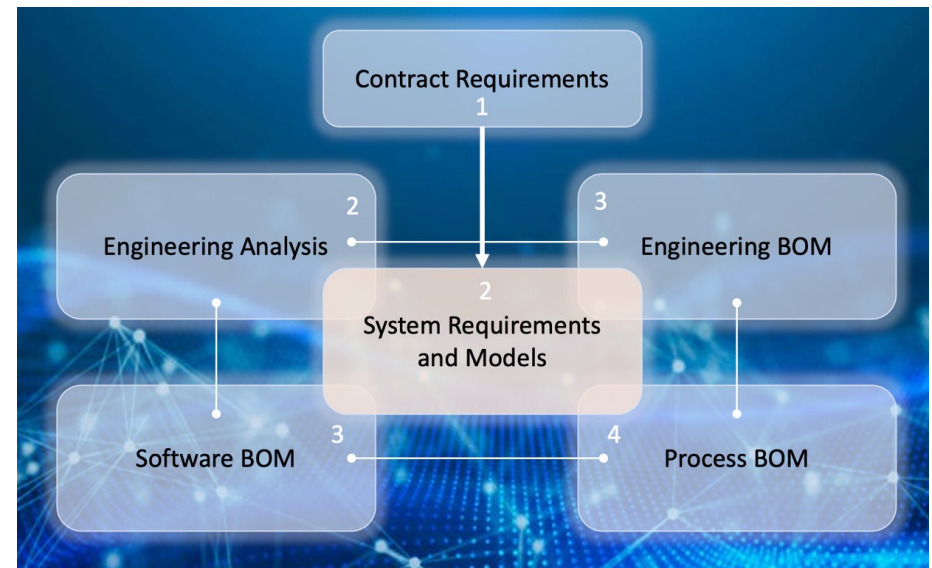 Contract Requirements
1
2
3
Engineering Analysis
Engineering BOM
2
System Requirements
and Models
3
4
Software BOM
Process BOM